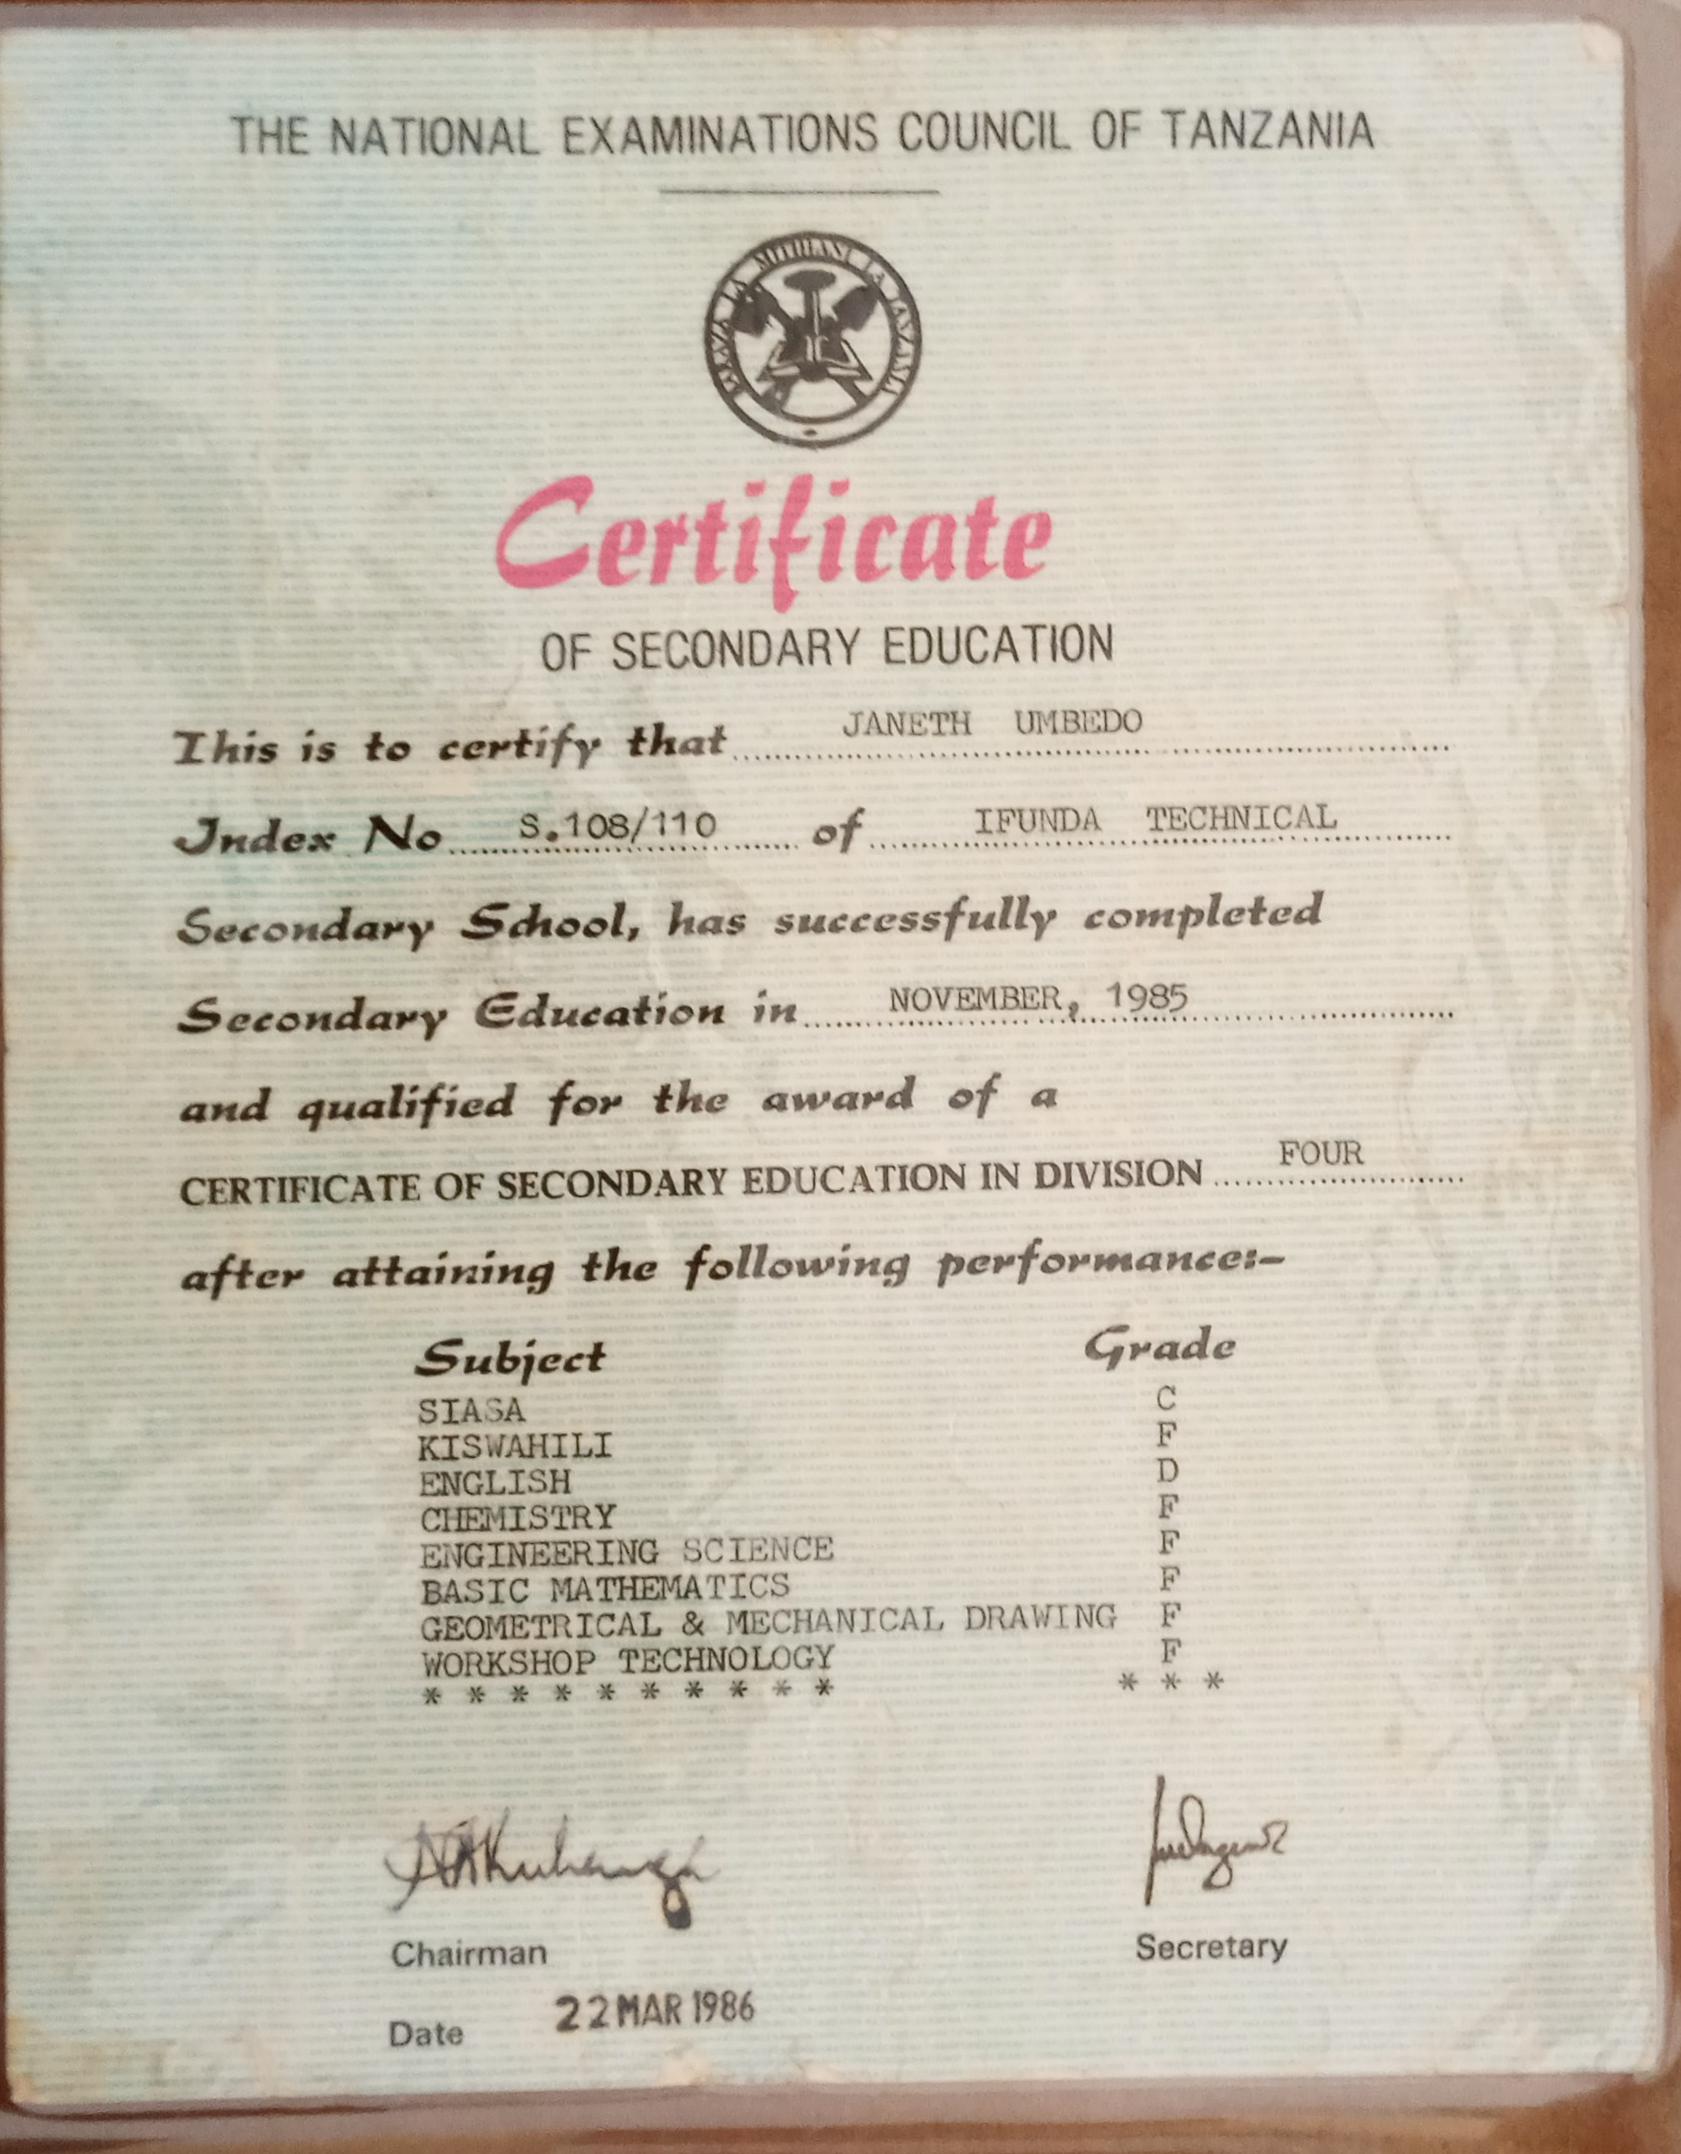 THE NATIONAL EXAMINATIONS COUNCIL OF TANZANIA
BARAZA LA MITIHANI LA TANZANIA
Certificate
OF SECONDARY EDUCATION
This is to certify that JANETH UMBEDO
Index No S.108/110 of IFUNDA TECHNICAL
Secondary School, has successfully completed
Secondary Education in NOVEMBER, 1985
and qualified for the award of a
CERTIFICATE OF SECONDARY EDUCATION IN DIVISION FOUR
after attaining the following performance:-
Subject Grade
SIASA C
KISWAHILI F
ENGLISH D
CHEMISTRY F
ENGINEERING SCIENCE F
BASIC MATHEMATICS F
GEOMETRICAL & MECHANICAL DRAWING F
WORKSHOP TECHNOLOGY F
* * * * * * * * * * * * *
Chairman Secretary
Date 22 MAR 1986